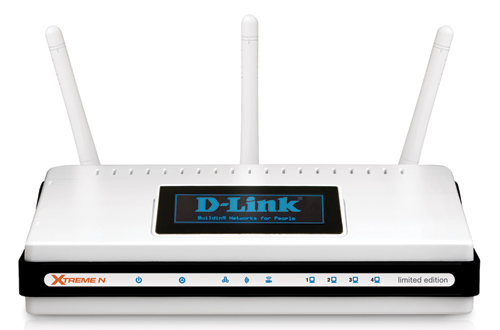 D-Link
Building Networks for People
XTREME N 1 2 3 4 limited edition